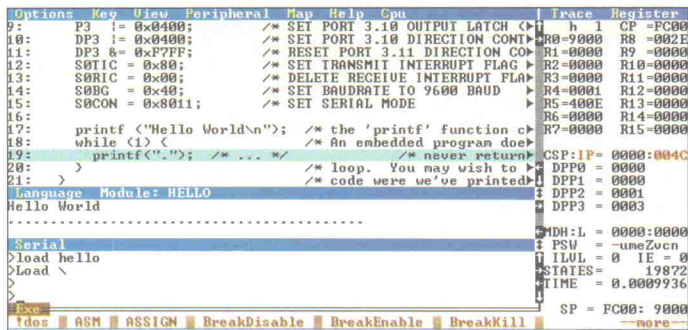 Options Key View Peripheral Map Help Cpu
9: P3 |= 0x0400; /* SET PORT 3.10 OUTPUT LATCH <
10: DP3 |= 0x0400; /* SET PORT 3.10 DIRECTION CONT
11: DP3 &= 0xF7FF; /* RESET PORT 3.11 DIRECTION CO
12: S0TIC = 0x80; /* SET TRANSMIT INTERRUPT FLAG
13: S0RIC = 0x00; /* DELETE RECEIVE INTERRUPT FLA
14: S0BG = 0x40; /* SET BAUDRATE TO 9600 BAUD
15: S0CON = 0x8011; /* SET SERIAL MODE
16:
17: printf ("Hello World\n"); /* the 'printf' function c
18: while (1) { /* An embedded program doe
19: printf("."); /* ... */ /* never return
20: } /* loop. You may wish to
21: } /* code were we've printed
Language Module: HELLO
Hello World
............................................
Serial
>load hello
>Load \
>
>
Exe
!dos ASM ASSIGN BreakDisable BreakEnable BreakKill --more--
Trace Register
h l CP =FC00
R0=9000 R8 =002E
R1=0000 R9 =0000
R2=0000 R10=0000
R3=0000 R11=0000
R4=0001 R12=0000
R5=400E R13=0000
R6=0000 R14=0000
R7=0000 R15=0000
CSP:IP= 0000:004C
DPP0 = 0000
DPP1 = 0000
DPP2 = 0001
DPP3 = 0003
MDH:L = 0000:0000
PSW = -umeZvcn
ILVL = 0 IE = 0
STATES= 19872
TIME = 0.0009936
SP = FC00: 9000